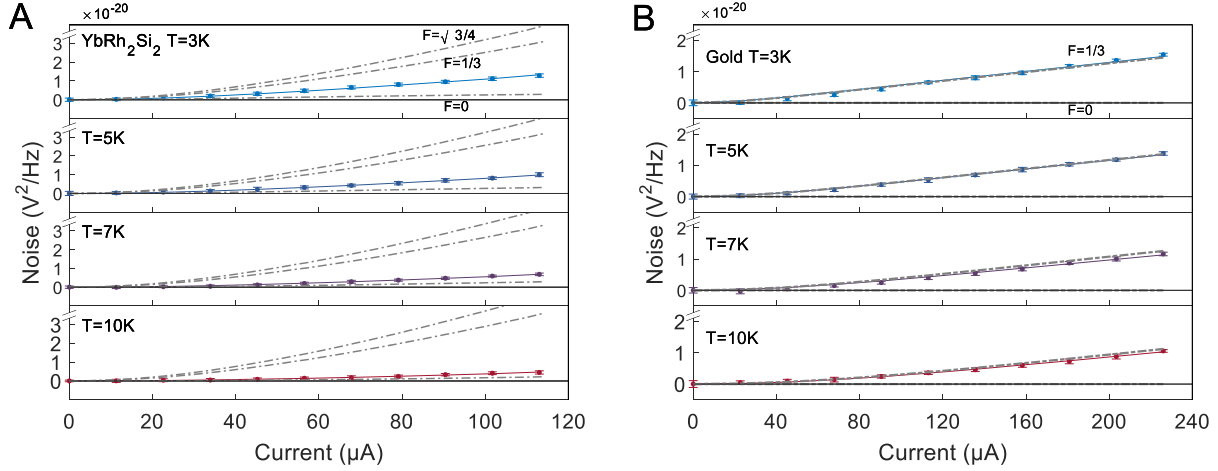 A
×10⁻²⁰
YbRh₂Si₂ T=3K
F=√ 3/4
F=1/3
F=0
3
2
1
0
T=5K
3
2
1
0
T=7K
3
2
1
0
T=10K
3
2
1
0
Noise (V²/Hz)
0 20 40 60 80 100 120
Current (µA)
B
×10⁻²⁰
Gold T=3K
F=1/3
F=0
2
1
0
T=5K
2
1
0
T=7K
2
1
0
T=10K
2
1
0
Noise (V²/Hz)
0 40 80 120 160 200 240
Current (µA)